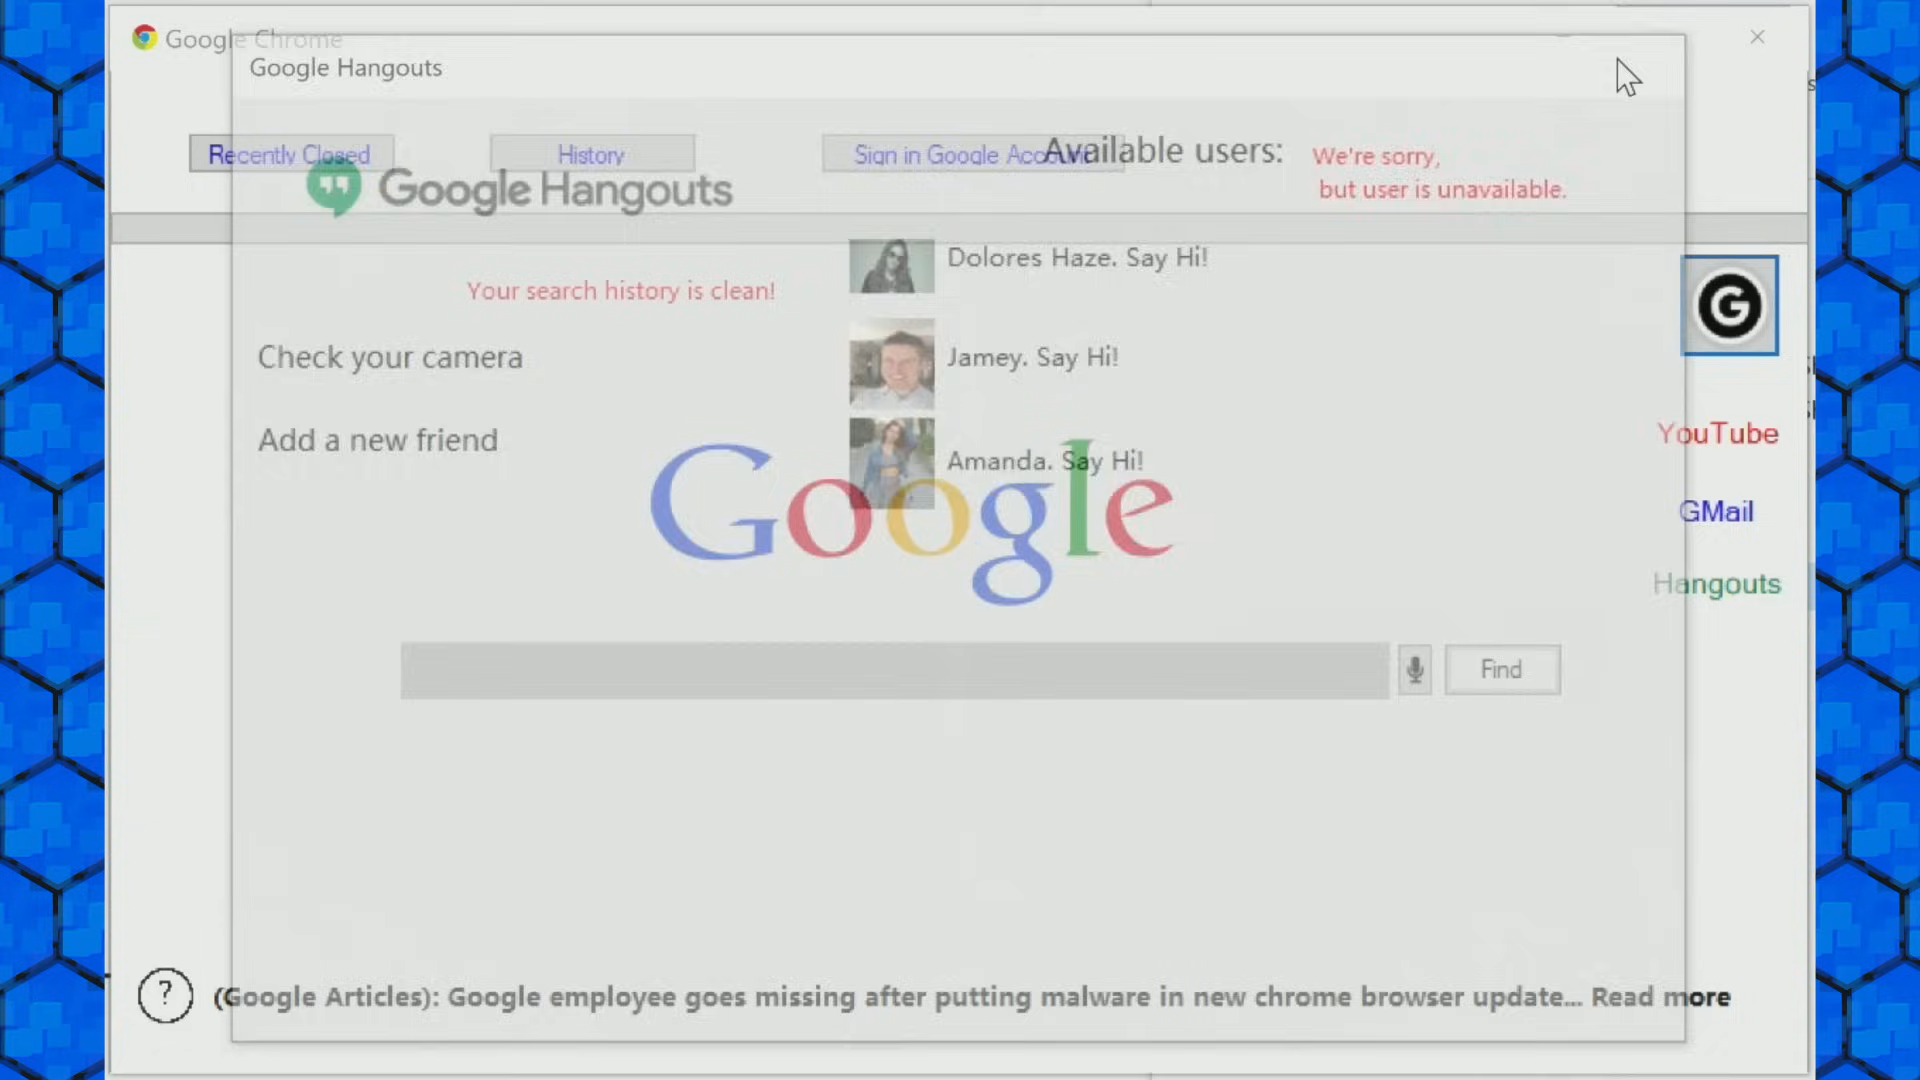 Google Chrome
Google Hangouts
Recently Closed
History
Sign in Google Account
Available users:
We're sorry,
but user is unavailable.
Google Hangouts
Dolores Haze. Say Hi!
Your search history is clean!
Check your camera
Jamey. Say Hi!
Add a new friend
YouTube
Amanda. Say Hi!
Google
GMail
Hangouts
Find
(Google Articles): Google employee goes missing after putting malware in new chrome browser update... Read more